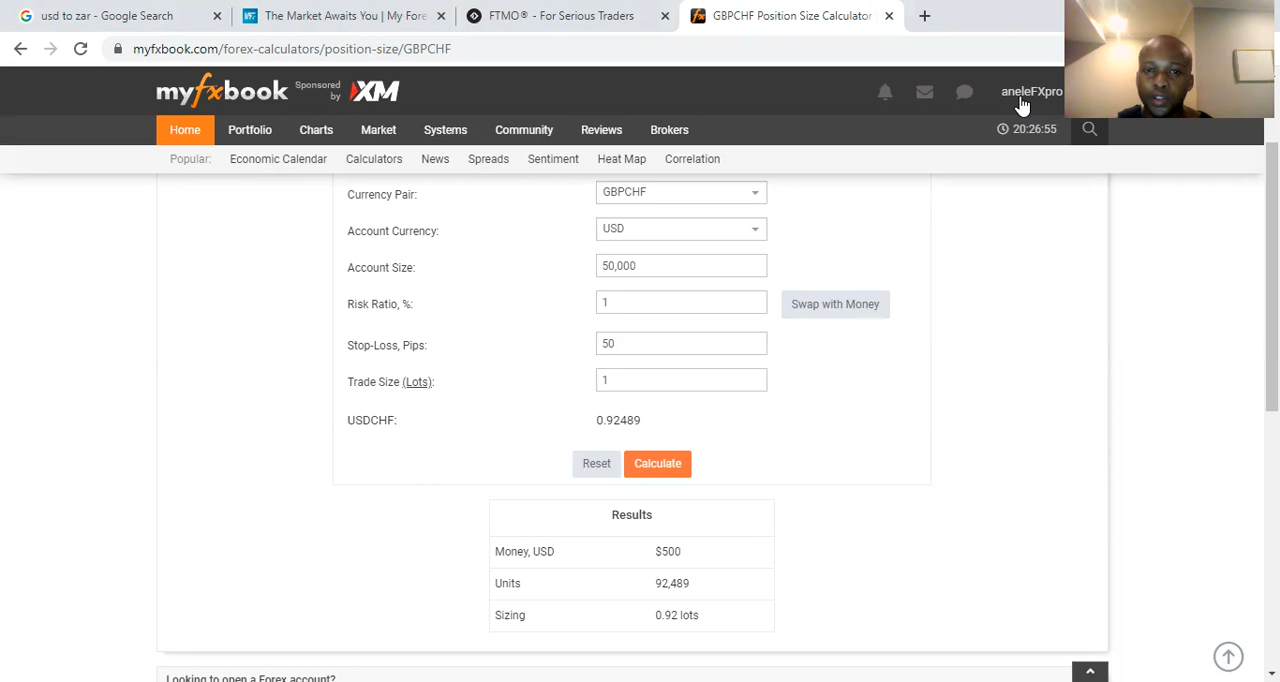 usd to zar - Google Search
The Market Awaits You | My Fore
FTMO® - For Serious Traders
GBPCHF Position Size Calculator
myfxbook.com/forex-calculators/position-size/GBPCHF
myfxbook Sponsored by XM
aneleFXpro
Home Portfolio Charts Market Systems Community Reviews Brokers 20:26:55
Popular: Economic Calendar Calculators News Spreads Sentiment Heat Map Correlation
Currency Pair: GBPCHF
Account Currency: USD
Account Size: 50,000
Risk Ratio, %: 1 Swap with Money
Stop-Loss, Pips: 50
Trade Size (Lots): 1
USDCHF: 0.92489
Reset Calculate
Results
Money, USD $500
Units 92,489
Sizing 0.92 lots
Looking to open a Forex account?